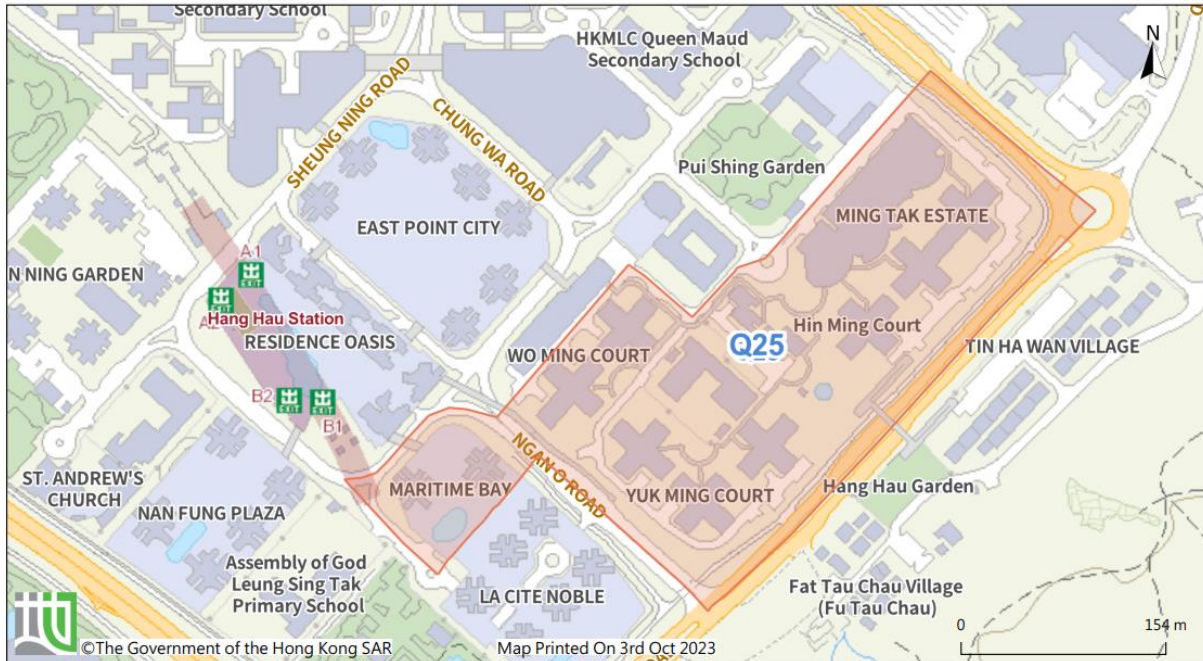 Secondary School
HKMLC Queen Maud
Secondary School
N
SHEUNG NING ROAD
CHUNG WA ROAD
Pui Shing Garden
MING TAK ESTATE
EAST POINT CITY
A1
N NING GARDEN
Hang Hau Station
RESIDENCE OASIS
Hin Ming Court
Q25
WO MING COURT
TIN HA WAN VILLAGE
B2
EXIT
EXIT
EXIT
EXIT
B1
NGAN O ROAD
ST. ANDREW'S
CHURCH
MARITIME BAY
YUK MING COURT
Hang Hau Garden
NAN FUNG PLAZA
Assembly of God
Leung Sing Tak
Primary School
LA CITE NOBLE
Fat Tau Chau Village
(Fu Tau Chau)
0
154 m
©The Government of the Hong Kong SAR
Map Printed On 3rd Oct 2023